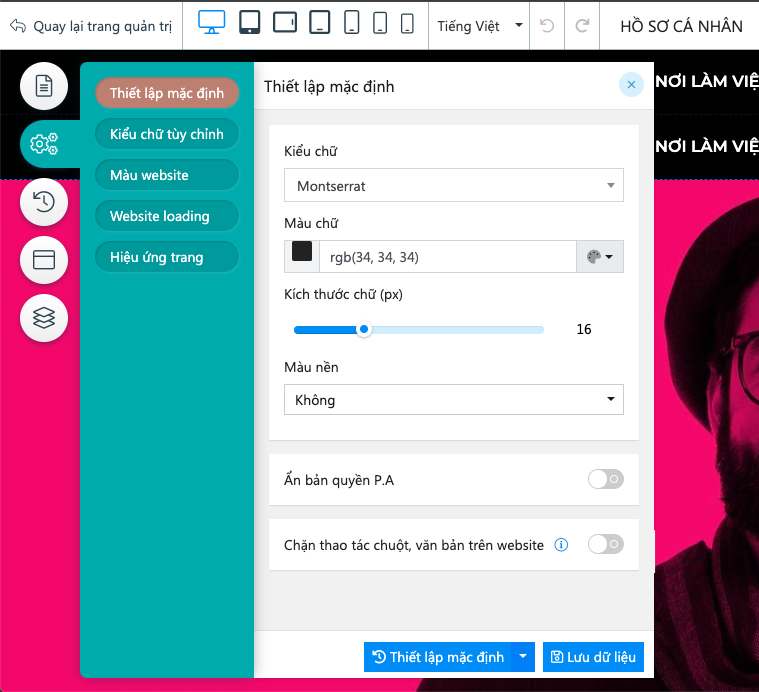 Quay lại trang quản trị
Tiếng Việt
HỒ SƠ CÁ NHÂN
NƠI LÀM VIỆ
NƠI LÀM VIỆ
Thiết lập mặc định
Kiểu chữ tùy chỉnh
Màu website
Website loading
Hiệu ứng trang
Thiết lập mặc định
Kiểu chữ
Montserrat
Màu chữ
rgb(34, 34, 34)
Kích thước chữ (px)
16
Màu nền
Không
Ẩn bản quyền P.A
Chặn thao tác chuột, văn bản trên website
Thiết lập mặc định
Lưu dữ liệu